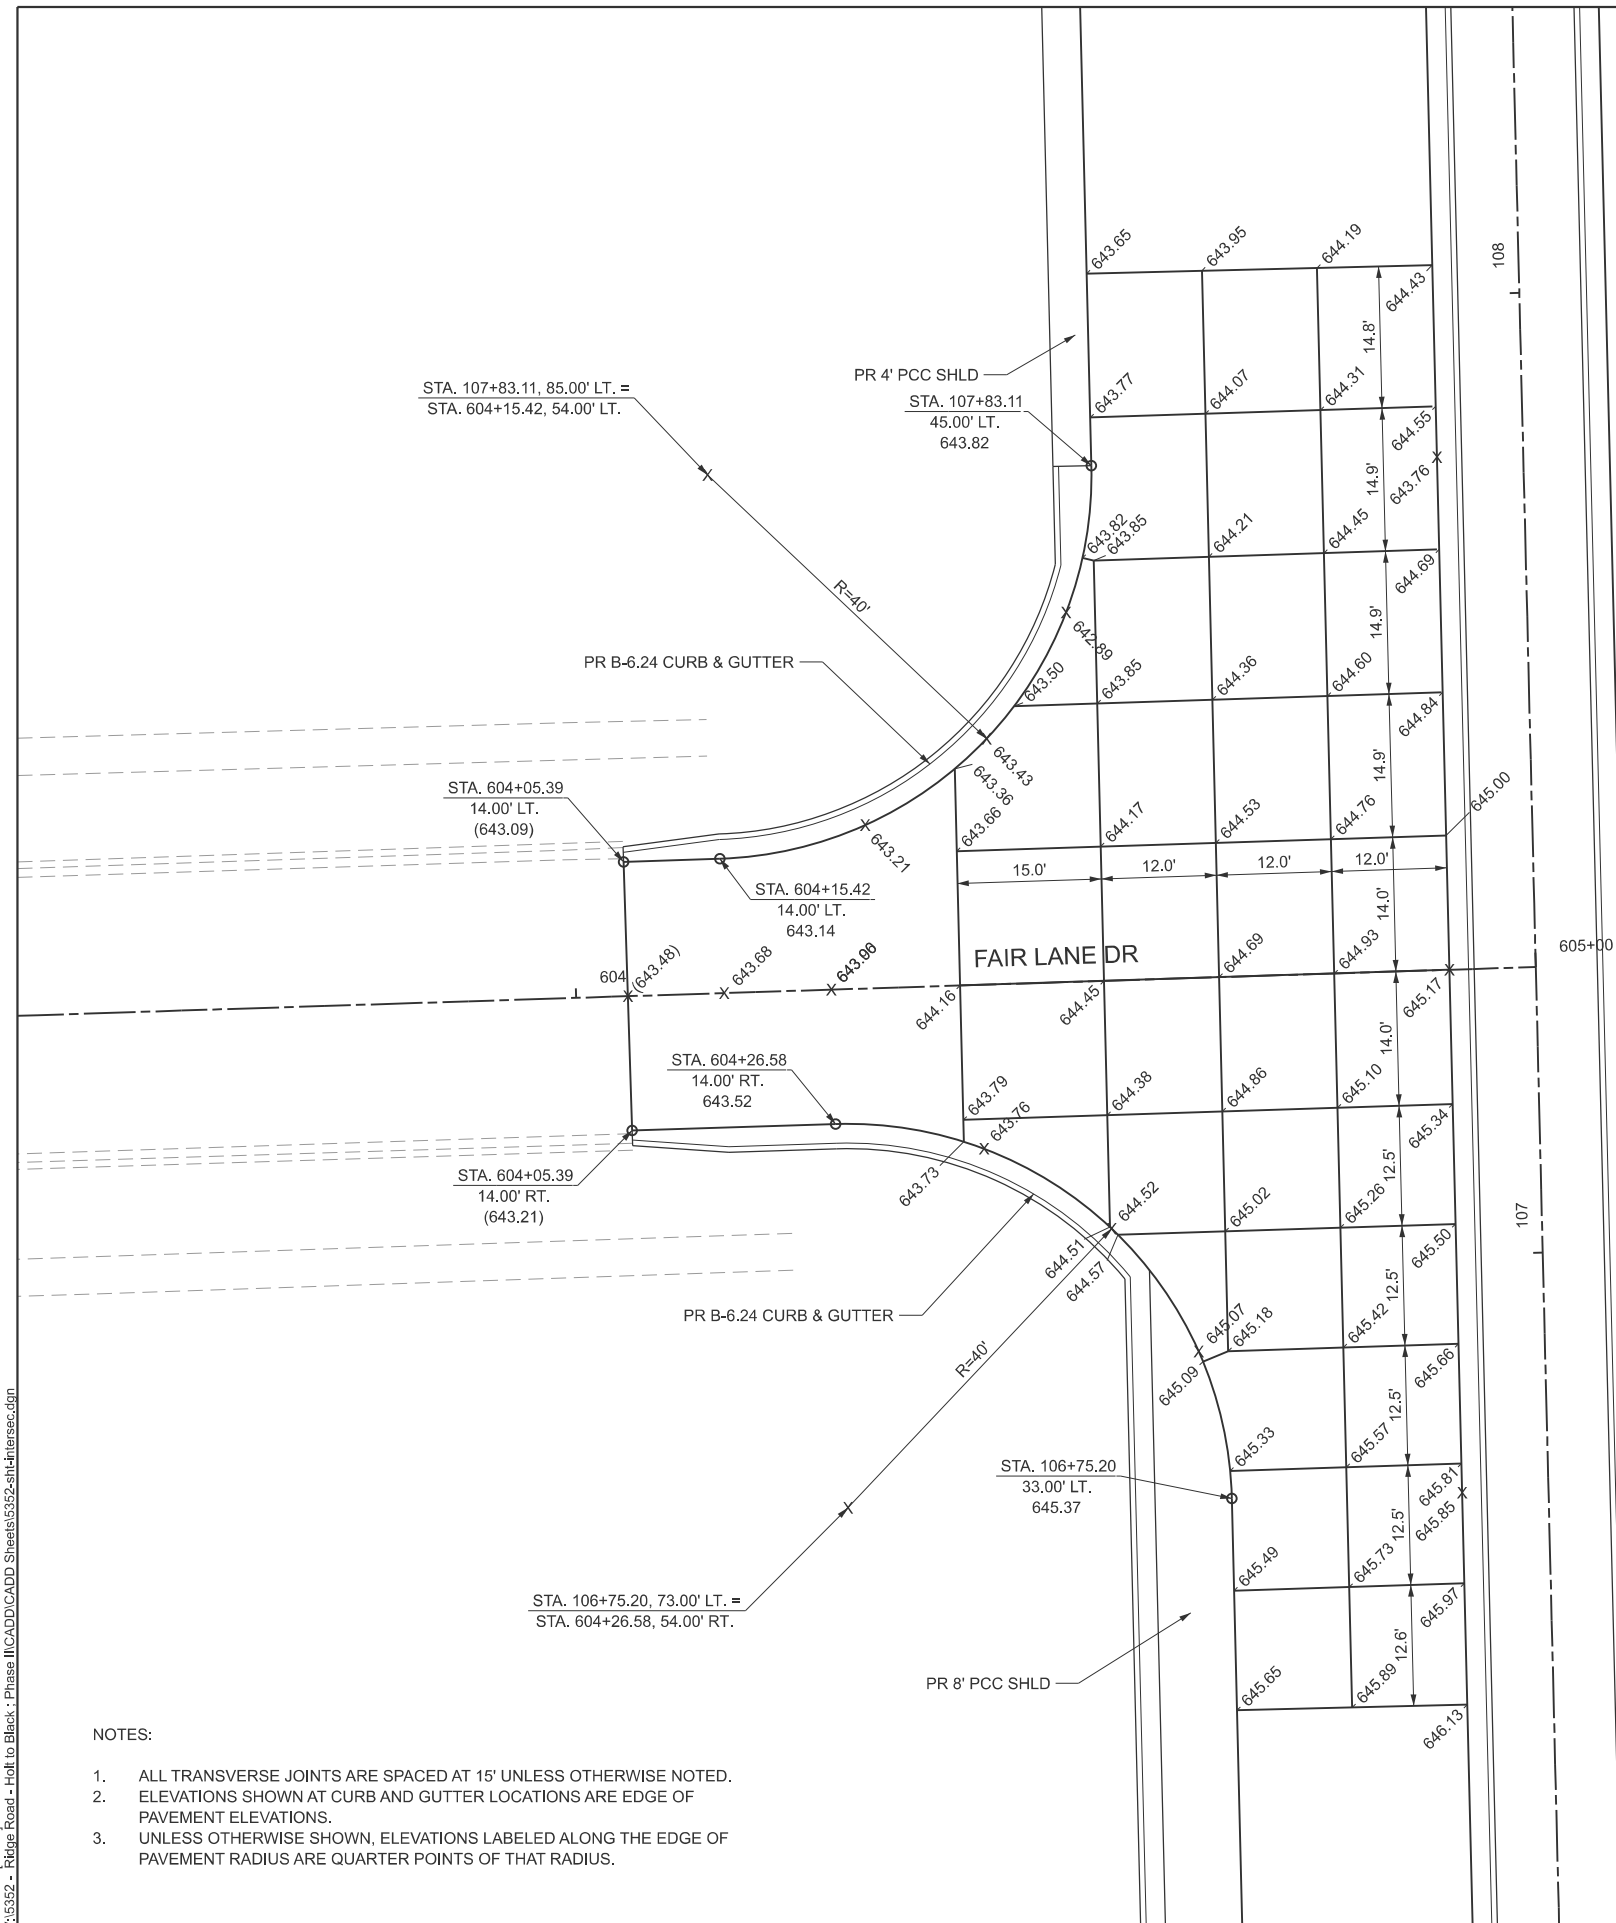 108
643.65
643.95
644.19
644.43
14.8'
PR 4' PCC SHLD
STA. 107+83.11, 85.00' LT. =
STA. 604+15.42, 54.00' LT.
STA. 107+83.11
45.00' LT.
643.82
643.77
644.07
644.31
644.55
643.76
14.9'
643.82
643.85
644.21
644.45
644.69
R=40'
642.89
14.9'
PR B-6.24 CURB & GUTTER
643.50
643.85
644.36
644.60
644.84
643.43
643.36
14.9'
STA. 604+05.39
14.00' LT.
(643.09)
643.21
643.66
644.17
644.53
644.76
645.00
15.0'
12.0'
12.0'
12.0'
STA. 604+15.42
14.00' LT.
643.14
14.0'
604
(643.48)
643.68
FAIR LANE DR
644.69
644.93
605+00
644.16
644.45
645.17
14.0'
STA. 604+26.58
14.00' RT.
643.52
643.79
643.76
644.38
644.86
645.10
645.34
STA. 604+05.39
14.00' RT.
(643.21)
643.73
12.5'
644.52
645.02
645.26
645.50
107
644.51
644.57
12.5'
PR B-6.24 CURB & GUTTER
R=40'
645.07
645.18
645.42
645.66
645.09
12.5'
STA. 106+75.20
33.00' LT.
645.37
645.33
645.57
645.81
645.85
12.5'
STA. 106+75.20, 73.00' LT. =
STA. 604+26.58, 54.00' RT.
645.49
645.73
645.97
12.6'
PR 8' PCC SHLD
645.65
645.89
646.13
NOTES:
1. ALL TRANSVERSE JOINTS ARE SPACED AT 15' UNLESS OTHERWISE NOTED.
2. ELEVATIONS SHOWN AT CURB AND GUTTER LOCATIONS ARE EDGE OF
PAVEMENT ELEVATIONS.
3. UNLESS OTHERWISE SHOWN, ELEVATIONS LABELED ALONG THE EDGE OF
PAVEMENT RADIUS ARE QUARTER POINTS OF THAT RADIUS.
:\5352 - Ridge Road - Holt to Black ; Phase II\CADD\CADD Sheets\5352-sht-intersec.dgn